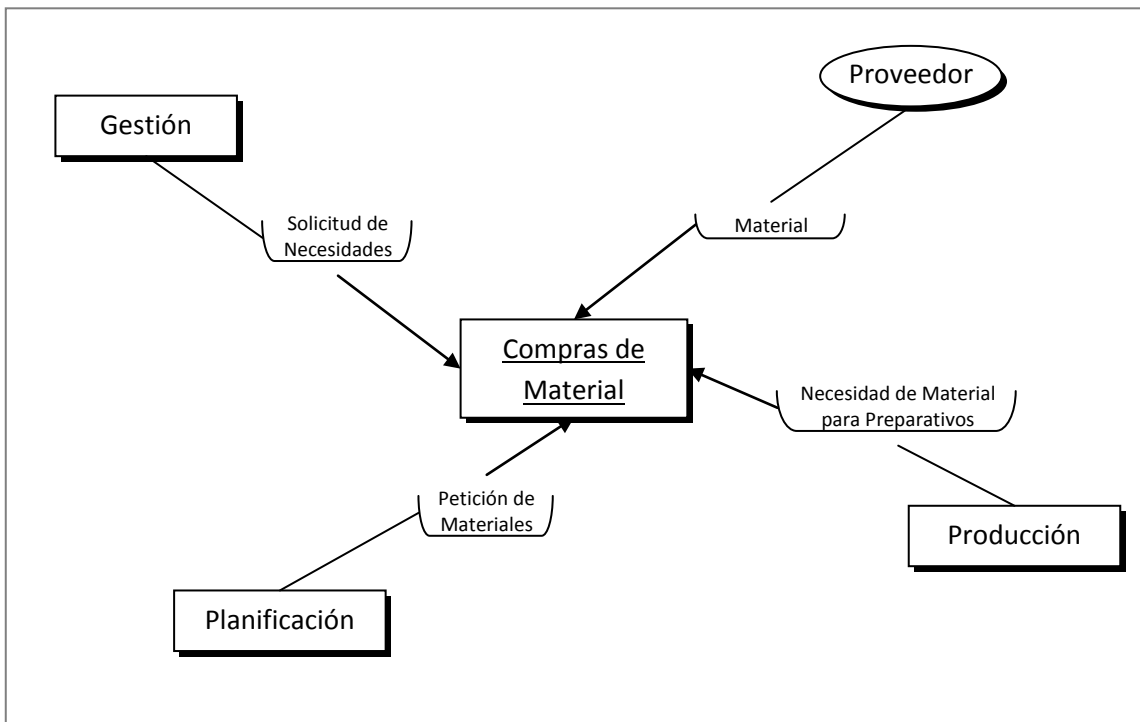 Proveedor
Gestión
Solicitud de
Necesidades
Material
Compras de
Material
Necesidad de Material
para Preparativos
Petición de
Materiales
Producción
Planificación